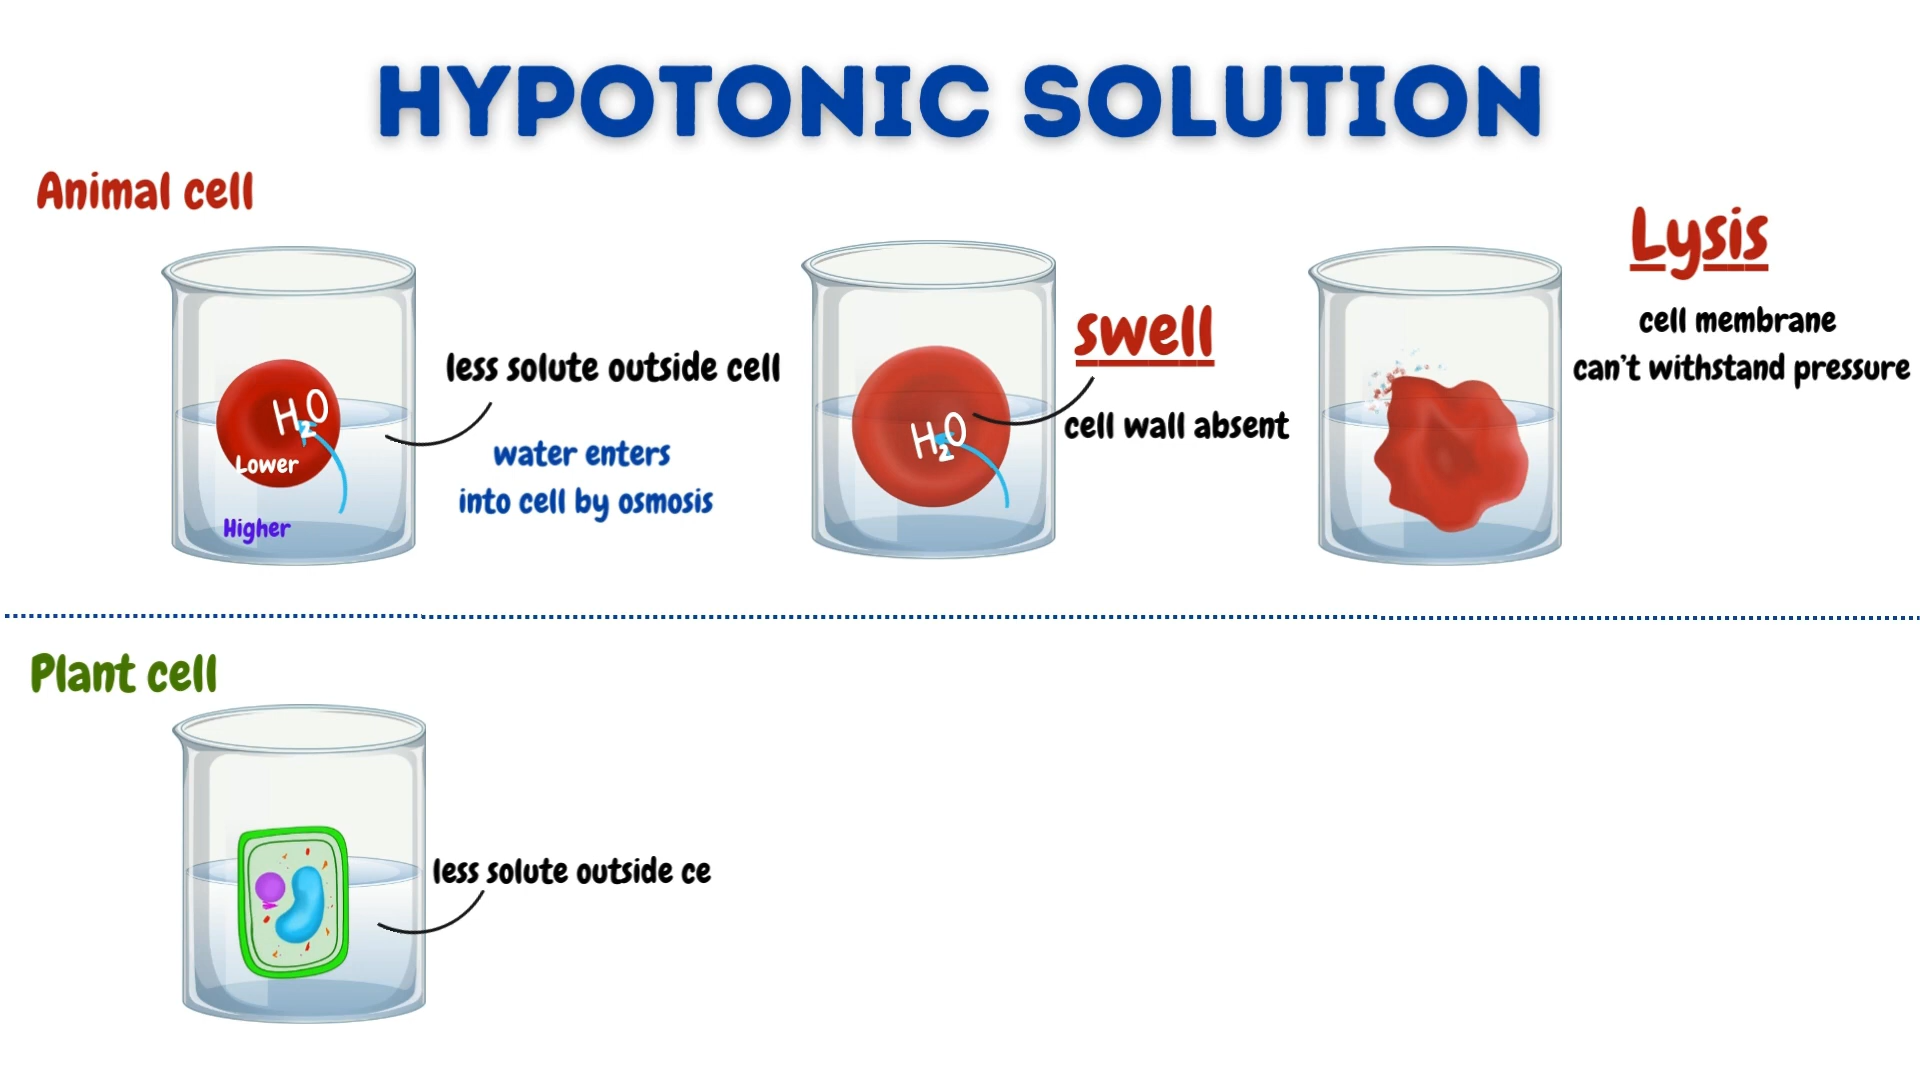 HYPOTONIC SOLUTION
Animal cell
H2O
Lower
Higher
less solute outside cell
water enters
into cell by osmosis
H2O
swell
cell wall absent
Lysis
cell membrane
can't withstand pressure
Plant cell
less solute outside ce